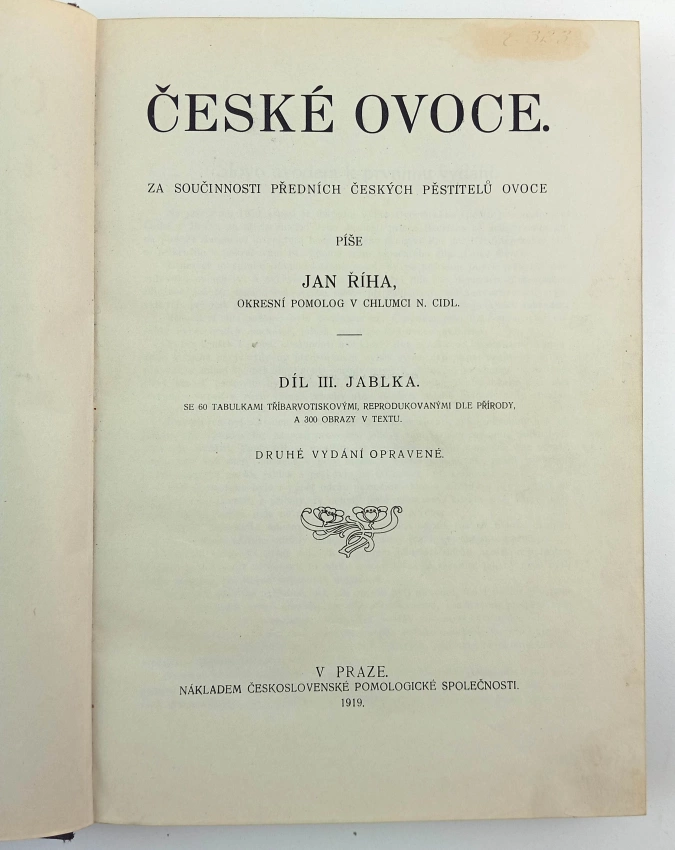 ČESKÉ OVOCE.
ZA SOUČINNOSTI PŘEDNÍCH ČESKÝCH PĚSTITELŮ OVOCE
PÍŠE
JAN ŘÍHA,
OKRESNÍ POMOLOG V CHLUMCI N. CIDL.
DÍL III. JABLKA.
SE 60 TABULKAMI TŘÍBARVOTISKOVÝMI, REPRODUKOVANÝMI DLE PŘÍRODY,
A 300 OBRAZY V TEXTU.
DRUHÉ VYDÁNÍ OPRAVENÉ.
V PRAZE.
NÁKLADEM ČESKOSLOVENSKÉ POMOLOGICKÉ SPOLEČNOSTI.
1919.